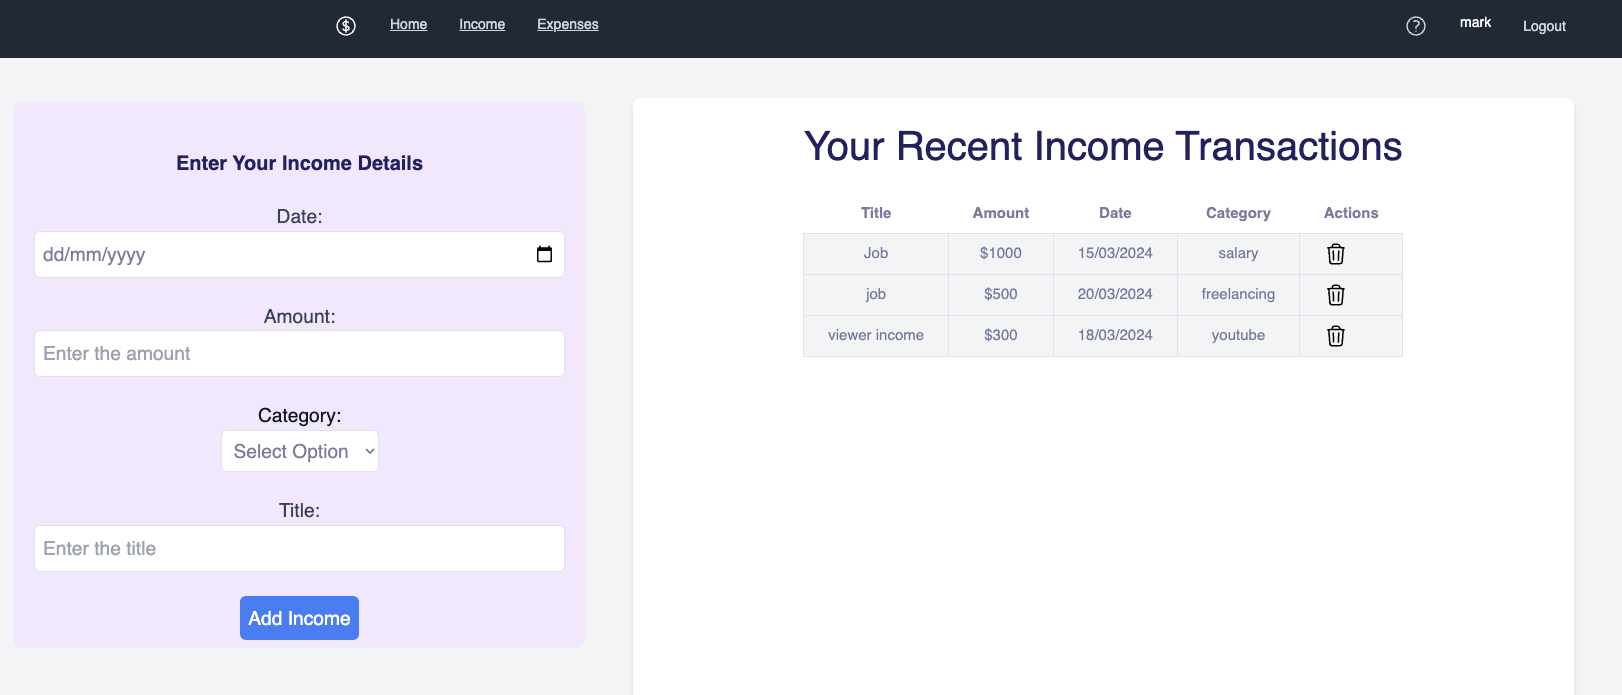 Home Income Expenses mark Logout
Enter Your Income Details
Date:
dd/mm/yyyy
Amount:
Enter the amount
Category:
Select Option
Title:
Enter the title
Add Income
Your Recent Income Transactions
Title Amount Date Category Actions
Job $1000 15/03/2024 salary
job $500 20/03/2024 freelancing
viewer income $300 18/03/2024 youtube